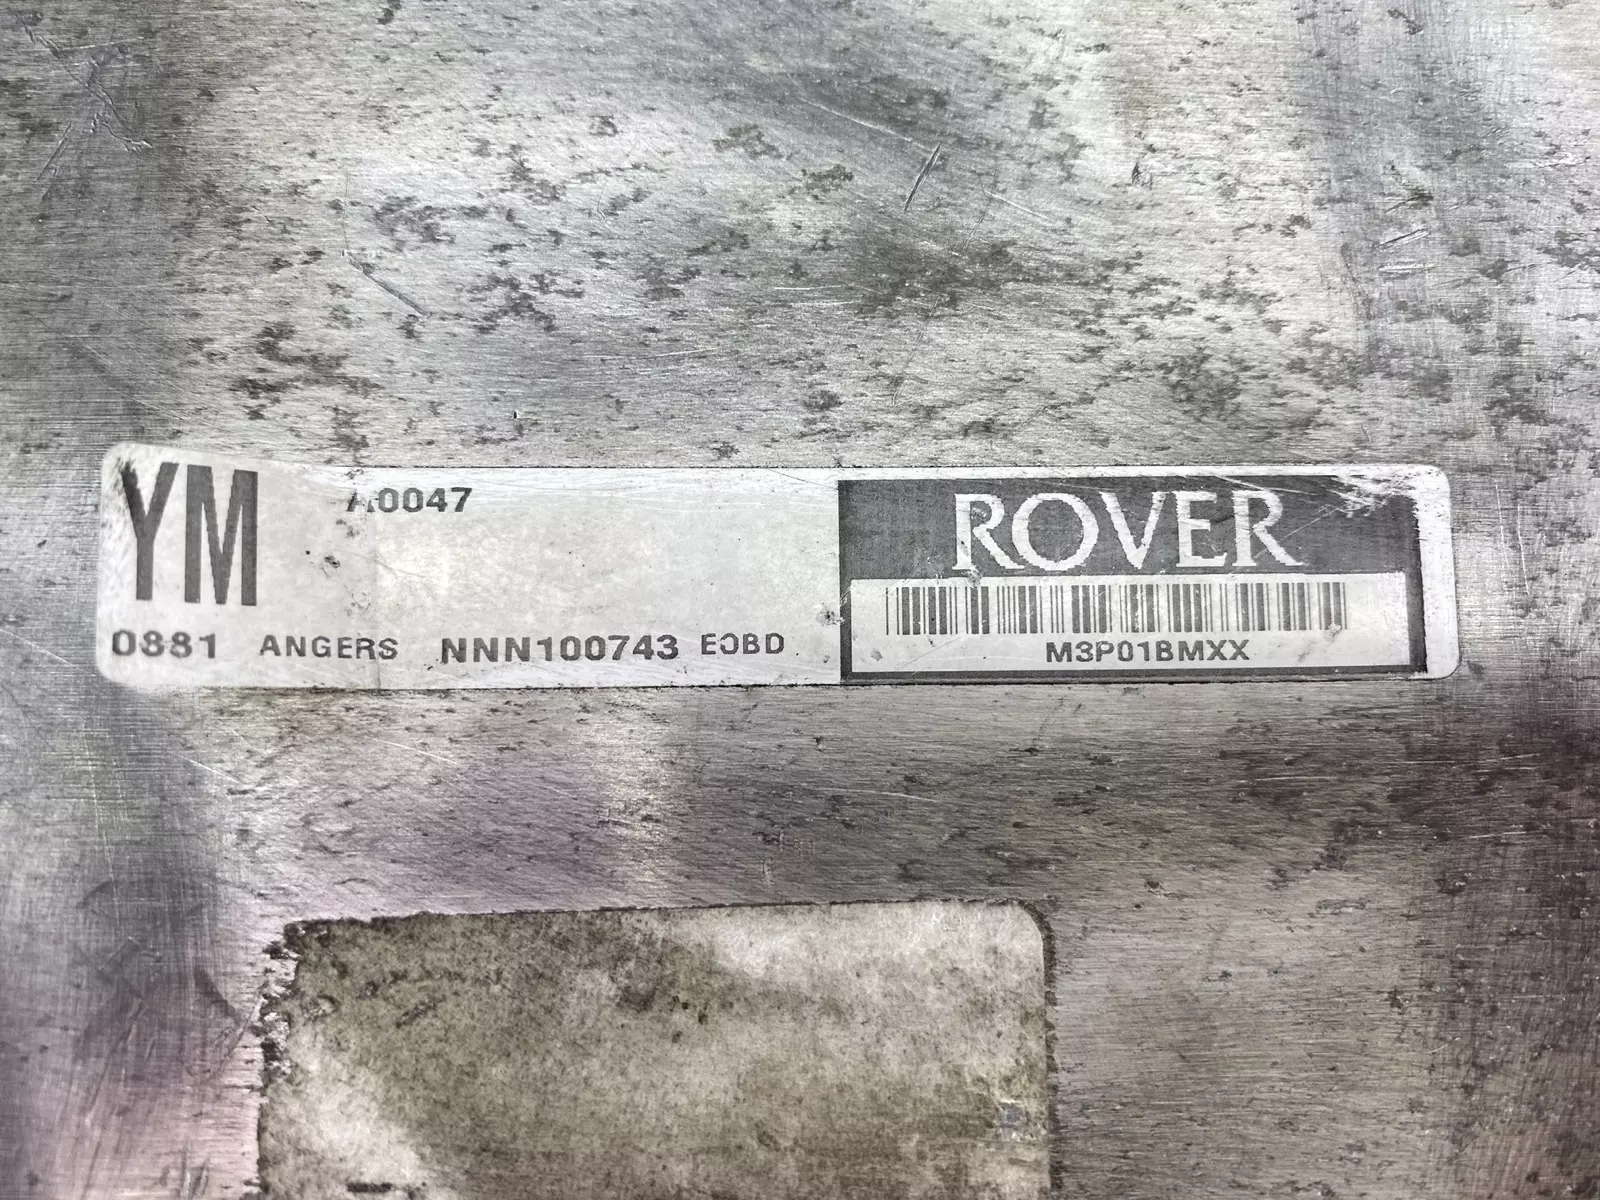 YM
A0047
0881 ANGERS NNN100743 EOBD
ROVER
M3P01BMXX